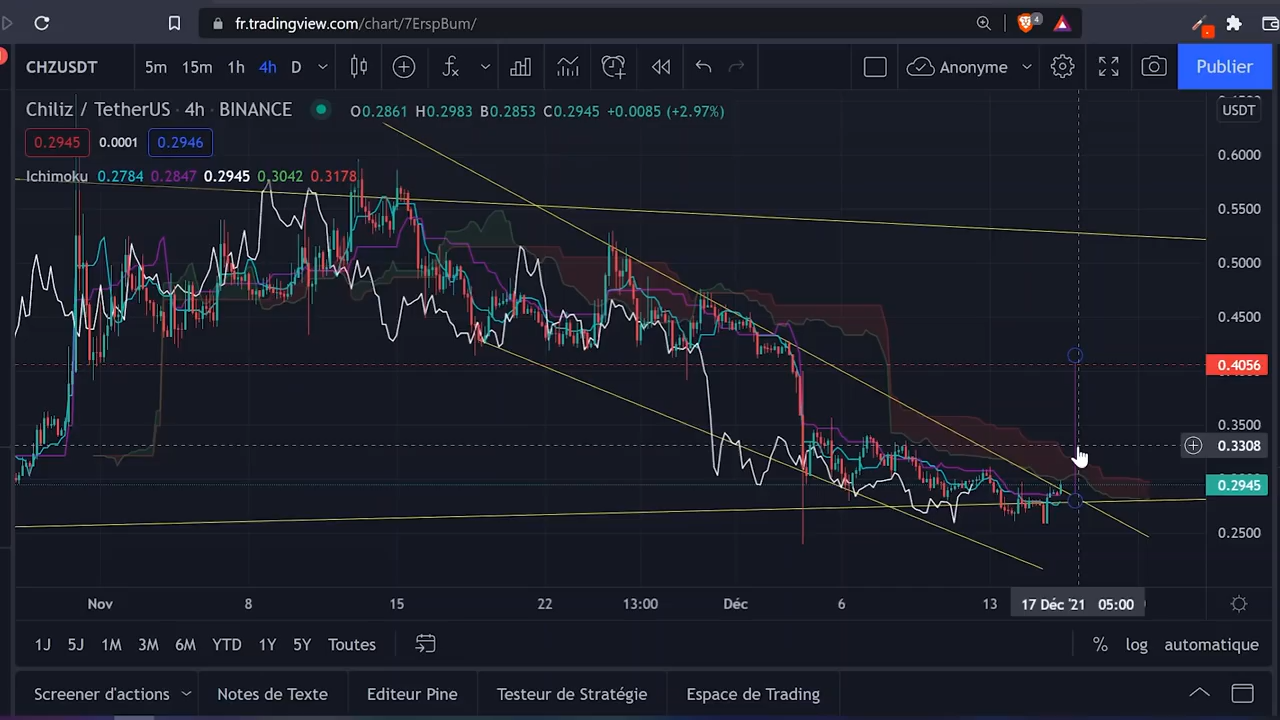 fr.tradingview.com/chart/7ErspBum/
4
CHZUSDT 5m 15m 1h 4h D Anonyme Publier
Chiliz / TetherUS · 4h · BINANCE O0.2861 H0.2983 B0.2853 C0.2945 +0.0085 (+2.97%)
USDT
0.2945 0.0001 0.2946
Ichimoku 0.2784 0.2847 0.2945 0.3042 0.3178
0.6000
0.5500
0.5000
0.4500
0.4056
0.3500
0.3308
0.2945
0.2500
Nov 8 15 22 13:00 Déc 6 13 17 Déc '21 05:00
1J 5J 1M 3M 6M YTD 1Y 5Y Toutes % log automatique
Screener d'actions Notes de Texte Editeur Pine Testeur de Stratégie Espace de Trading